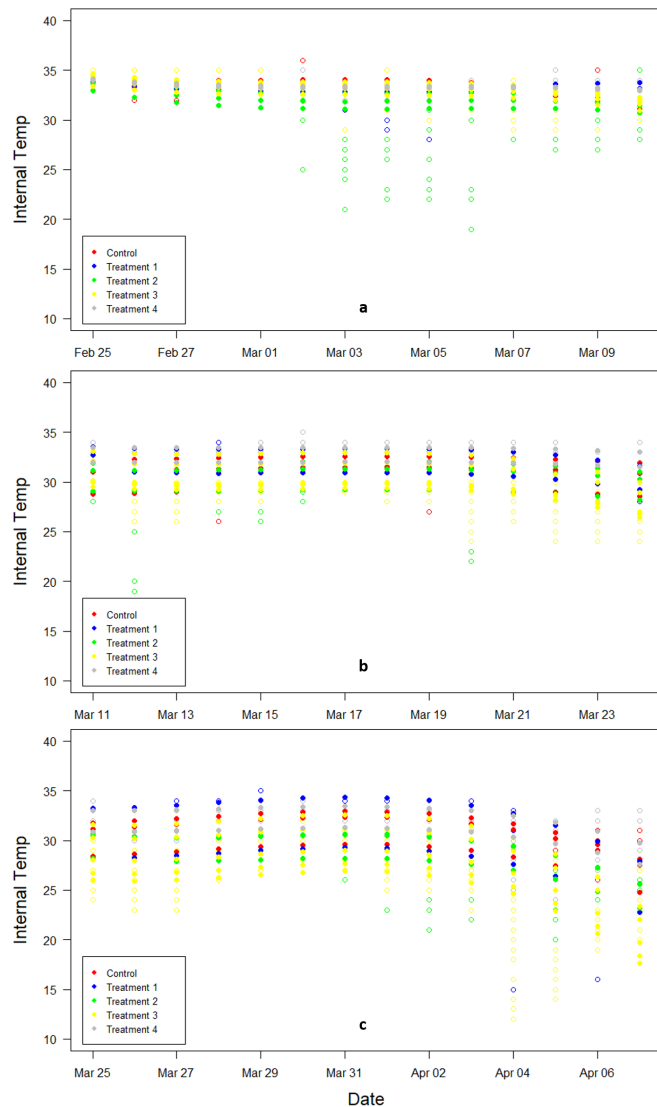 40
35
30
25
20
15
10
Internal Temp
Control
Treatment 1
Treatment 2
Treatment 3
Treatment 4
a
Feb 25 Feb 27 Mar 01 Mar 03 Mar 05 Mar 07 Mar 09
40
35
30
25
20
15
10
Internal Temp
Control
Treatment 1
Treatment 2
Treatment 3
Treatment 4
b
Mar 11 Mar 13 Mar 15 Mar 17 Mar 19 Mar 21 Mar 23
40
35
30
25
20
15
10
Internal Temp
Control
Treatment 1
Treatment 2
Treatment 3
Treatment 4
c
Mar 25 Mar 27 Mar 29 Mar 31 Apr 02 Apr 04 Apr 06
Date